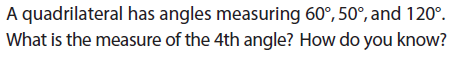 A quadrilateral has angles measuring 60°, 50°, and 120°.
What is the measure of the 4th angle? How do you know?